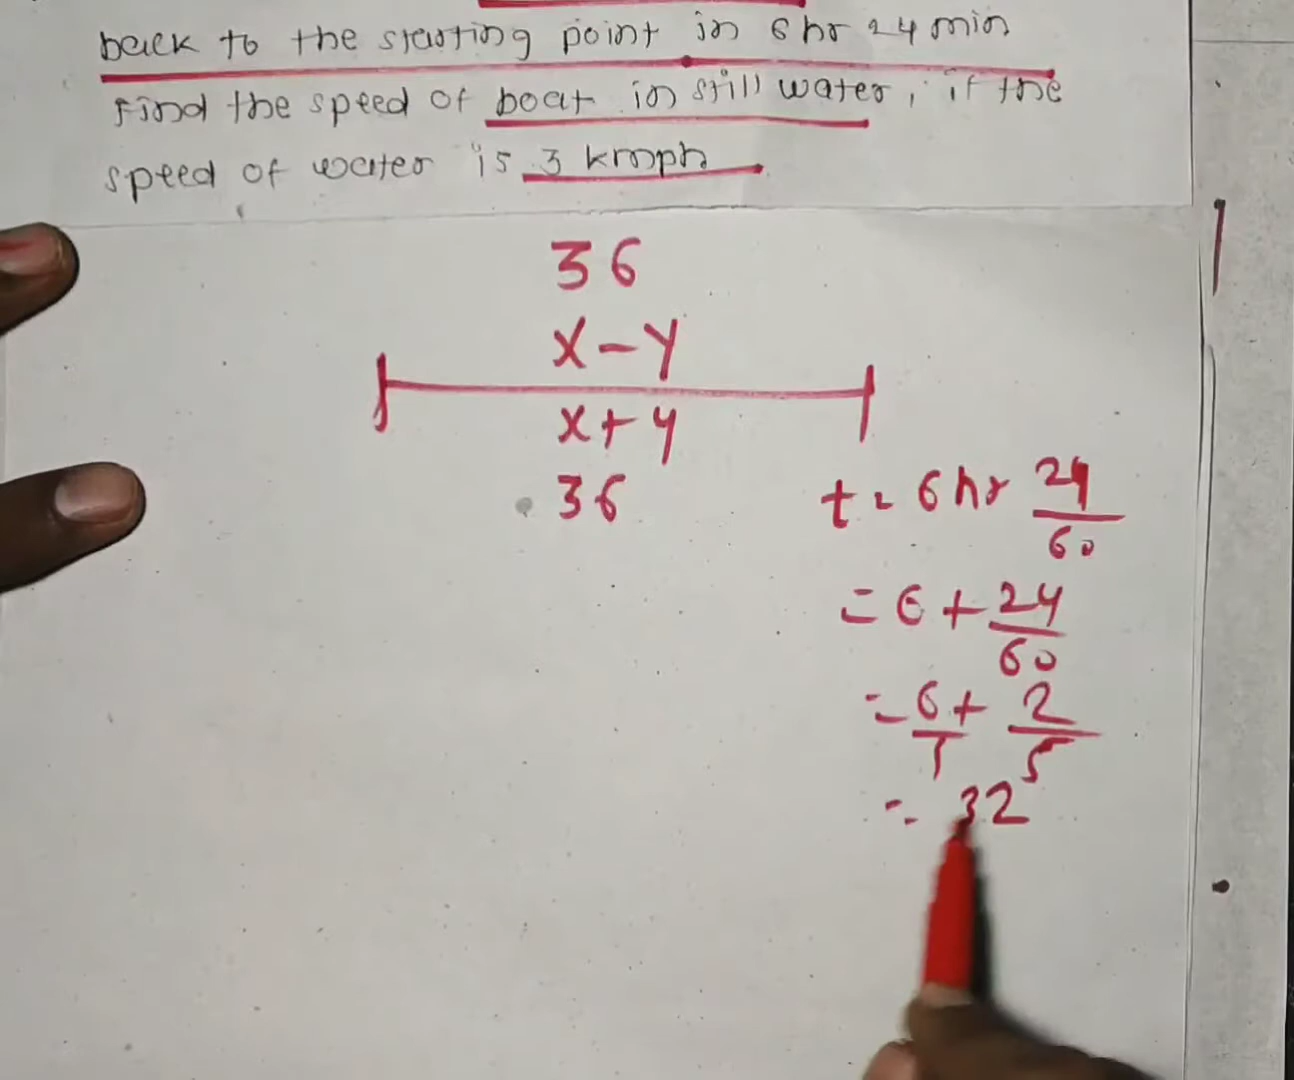 back to the starting point in 6 hr 24 min
Find the speed of boat in still water, if the
speed of water is 3 kmph
36
x-y
x+y
36
t = 6 hr 24/60
= 6 + 24/60
= 6/1 + 2/5
= 32